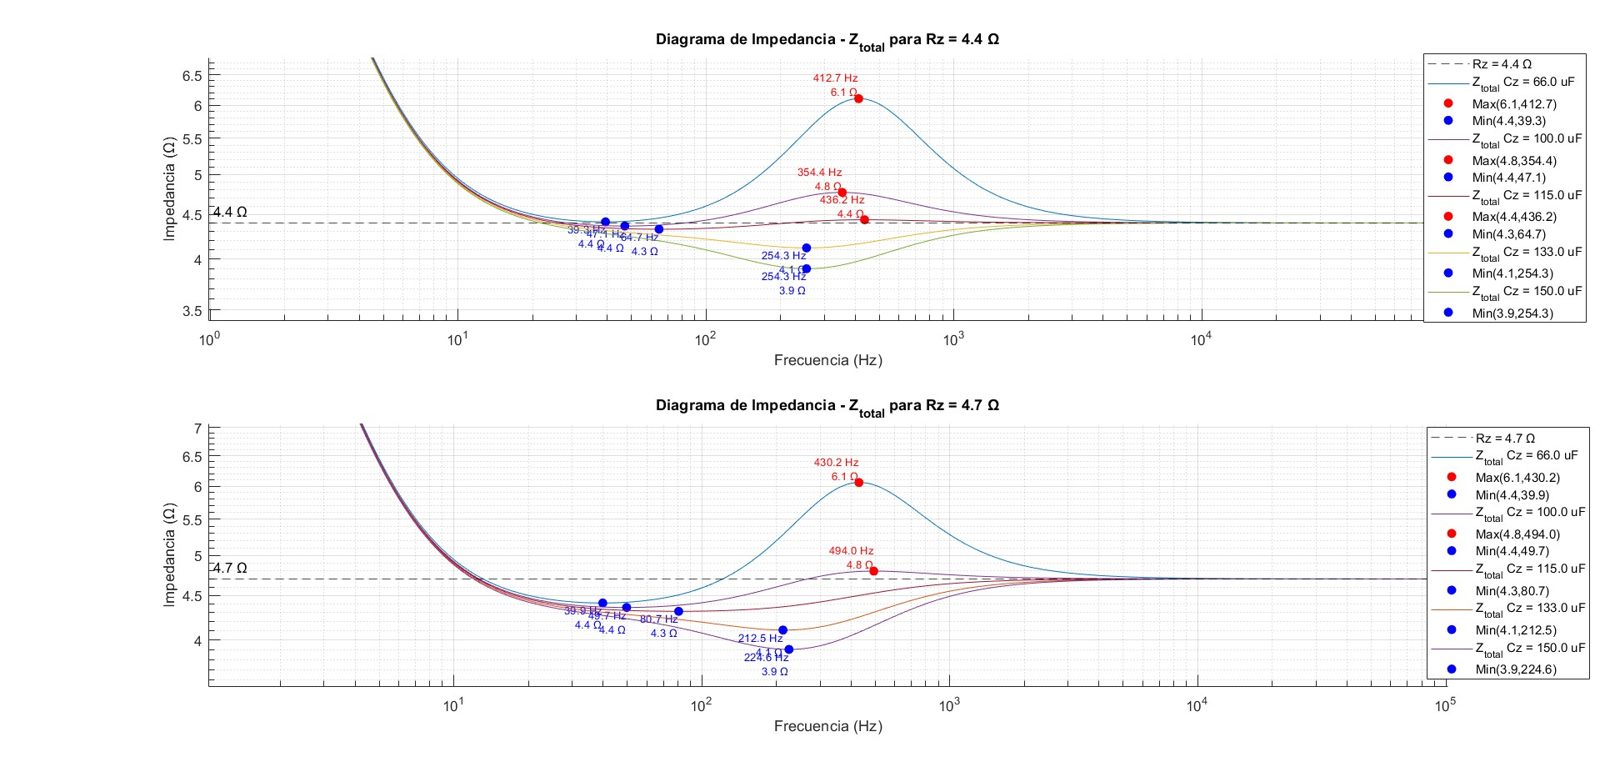 Diagrama de Impedancia - Ztotal para Rz = 4.4 Ω
Impedancia (Ω)
6.5
6
5.5
5
4.5
4
3.5
4.4 Ω
412.7 Hz
6.1 Ω
354.4 Hz
4.8 Ω
436.2 Hz
4.4 Ω
39.3 Hz
4.4 Ω
47.1 Hz
4.4 Ω
64.7 Hz
4.3 Ω
254.3 Hz
4.1 Ω
254.3 Hz
3.9 Ω
10^0
10^1
10^2
10^3
10^4
Frecuencia (Hz)
Rz = 4.4 Ω
Ztotal Cz = 66.0 uF
Max(6.1,412.7)
Min(4.4,39.3)
Ztotal Cz = 100.0 uF
Max(4.8,354.4)
Min(4.4,47.1)
Ztotal Cz = 115.0 uF
Max(4.4,436.2)
Min(4.3,64.7)
Ztotal Cz = 133.0 uF
Min(4.1,254.3)
Ztotal Cz = 150.0 uF
Min(3.9,254.3)
Diagrama de Impedancia - Ztotal para Rz = 4.7 Ω
Impedancia (Ω)
7
6.5
6
5.5
5
4.5
4
4.7 Ω
430.2 Hz
6.1 Ω
494.0 Hz
4.8 Ω
39.9 Hz
4.4 Ω
49.7 Hz
4.4 Ω
80.7 Hz
4.3 Ω
212.5 Hz
4.1 Ω
224.6 Hz
3.9 Ω
10^1
10^2
10^3
10^4
10^5
Frecuencia (Hz)
Rz = 4.7 Ω
Ztotal Cz = 66.0 uF
Max(6.1,430.2)
Min(4.4,39.9)
Ztotal Cz = 100.0 uF
Max(4.8,494.0)
Min(4.4,49.7)
Ztotal Cz = 115.0 uF
Min(4.3,80.7)
Ztotal Cz = 133.0 uF
Min(4.1,212.5)
Ztotal Cz = 150.0 uF
Min(3.9,224.6)